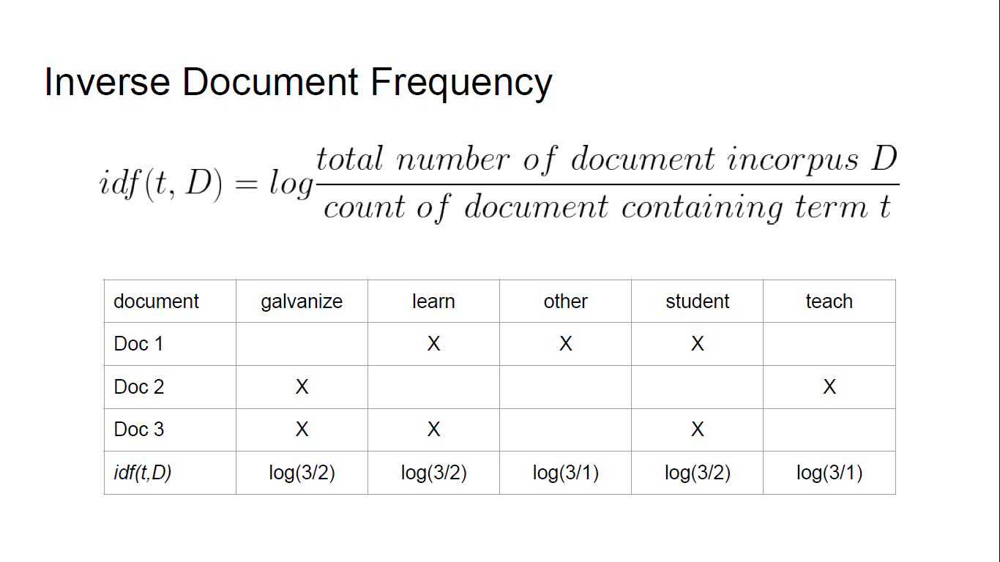 Inverse Document Frequency
idf(t, D) = log total number of document incorpus D / count of document containing term t
document galvanize learn other student teach
Doc 1 X X X
Doc 2 X X
Doc 3 X X X
idf(t,D) log(3/2) log(3/2) log(3/1) log(3/2) log(3/1)